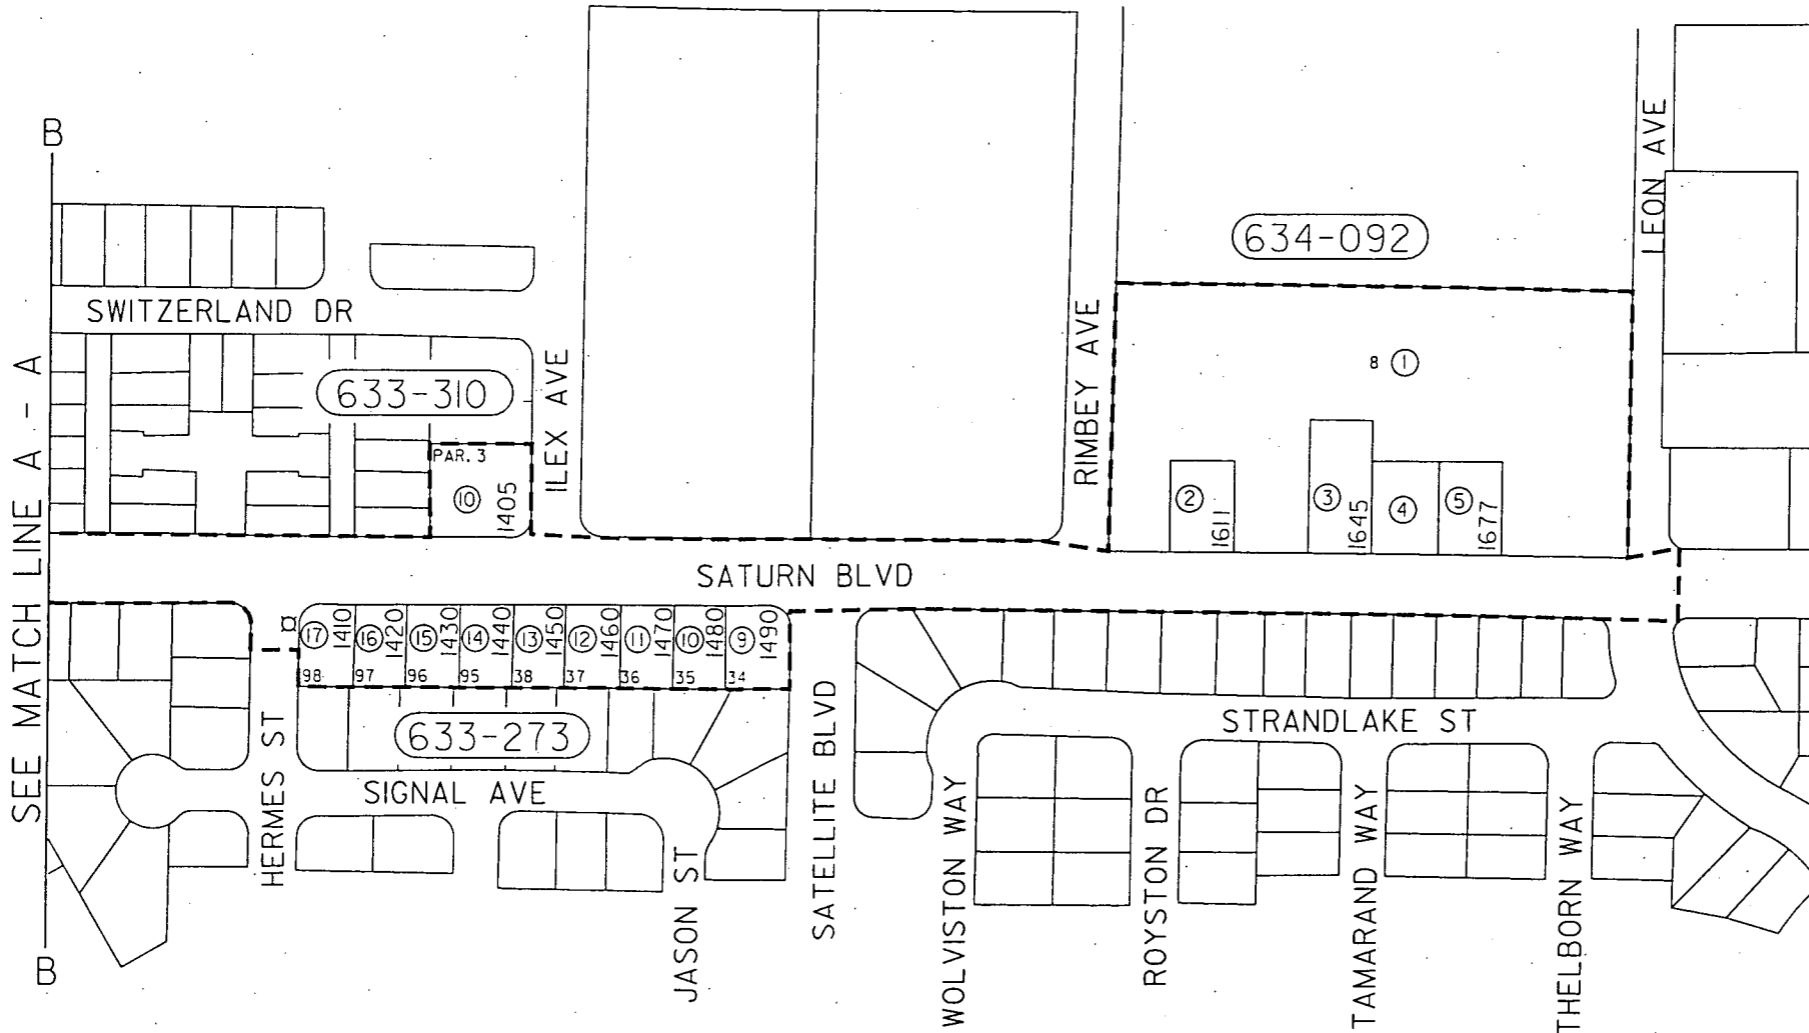 B
SEE MATCH LINE A - A
B
SWITZERLAND DR
633-310
PAR. 3
10
1405
ILEX AVE
RIMBEY AVE
634-092
LEON AVE
8 1
2
1611
3
1645
4
5
1677
SATURN BLVD
17 1410
16 1420
15 1430
14 1440
13 1450
12 1460
11 1470
10 1480
9 1490
98
97
96
95
38
37
36
35
34
633-273
HERMES ST
SIGNAL AVE
JASON ST
SATELLITE BLVD
WOLVISTON WAY
STRANDLAKE ST
ROYSTON DR
TAMARAND WAY
THELBORN WAY